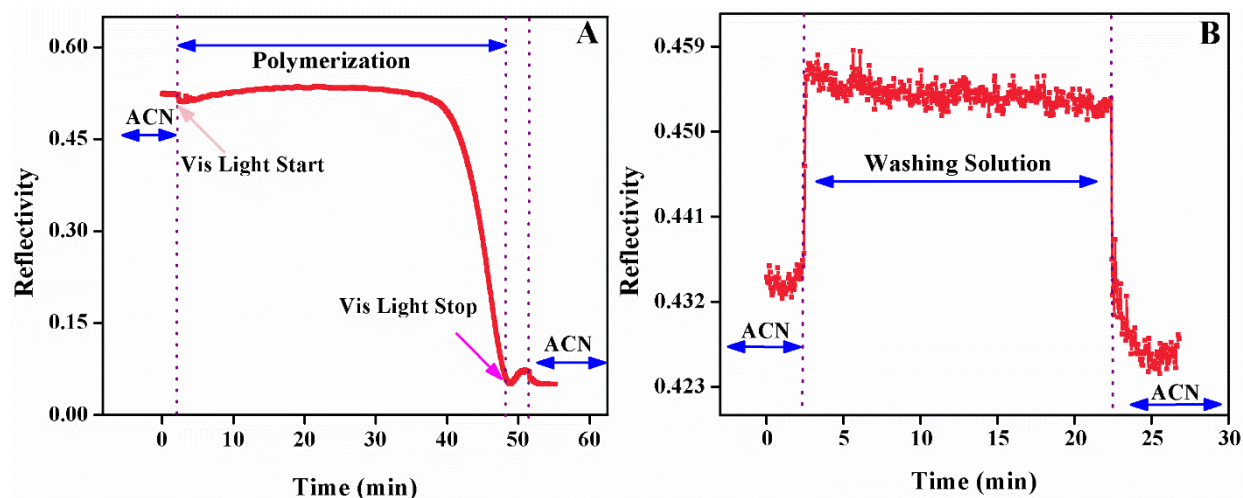 A
0.60
0.45
0.30
0.15
0.00
Reflectivity
Polymerization
ACN
Vis Light Start
Vis Light Stop
ACN
0 10 20 30 40 50 60
Time (min)
B
0.459
0.450
0.441
0.432
0.423
Reflectivity
Washing Solution
ACN
ACN
0 5 10 15 20 25 30
Time (min)